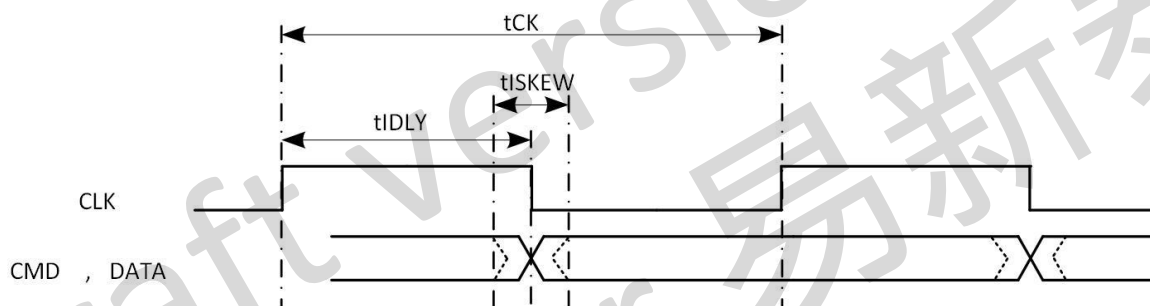 tCK
tISKEW
tIDLY
CLK
CMD , DATA